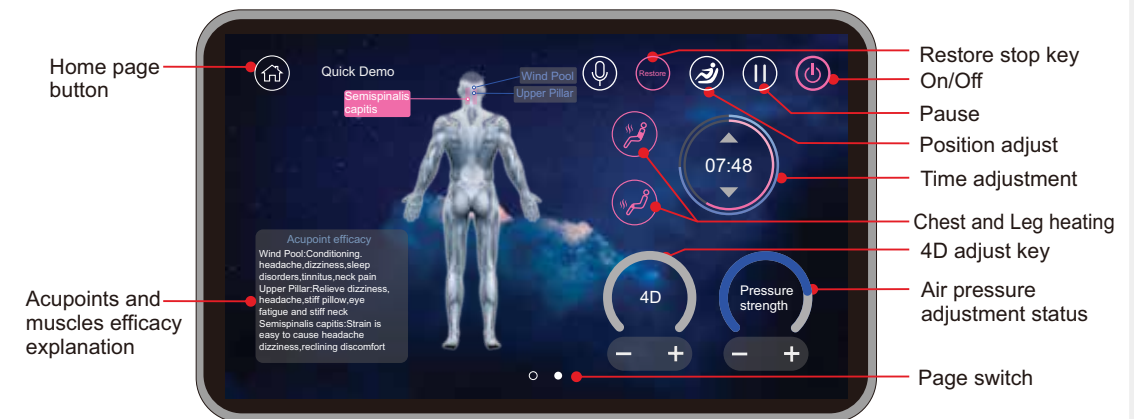 Home page
button
Quick Demo
Wind Pool
Upper Pillar
Semispinalis
capitis
Restore
07:48
4D
Pressure
strength
Acupoint efficacy
Wind Pool:Conditioning.
headache,dizziness,sleep
disorders,tinnitus,neck pain
Upper Pillar:Relieve dizziness,
headache,stiff pillow,eye
fatigue and stiff neck
Semispinalis capitis:Strain is
easy to cause headache
dizziness,reclining discomfort
Acupoints and
muscles efficacy
explanation
Restore stop key
On/Off
Pause
Position adjust
Time adjustment
Chest and Leg heating
4D adjust key
Air pressure
adjustment status
Page switch